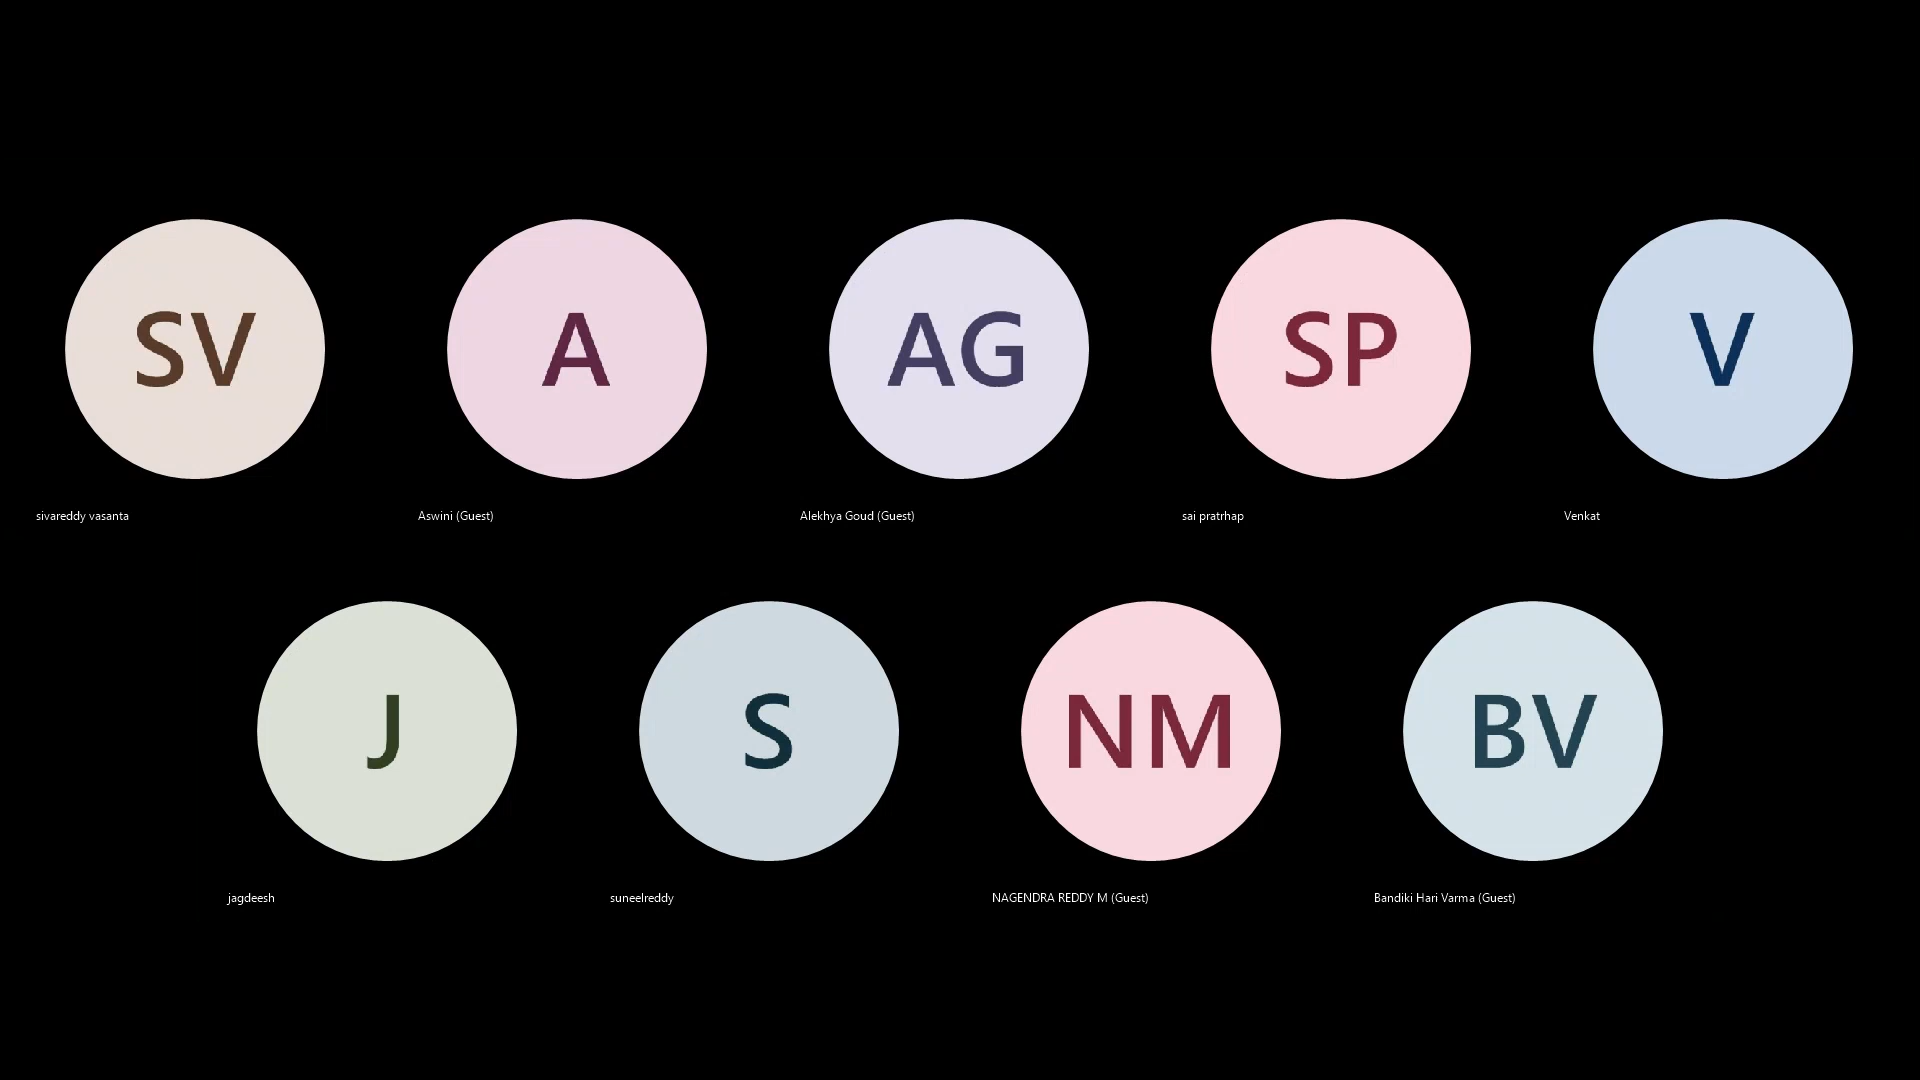 SV
A
AG
SP
V
sivareddy vasanta
Aswini (Guest)
Alekhya Goud (Guest)
sai pratrhap
Venkat
J
S
NM
BV
jagdeesh
suneelreddy
NAGENDRA REDDY M (Guest)
Bandiki Hari Varma (Guest)